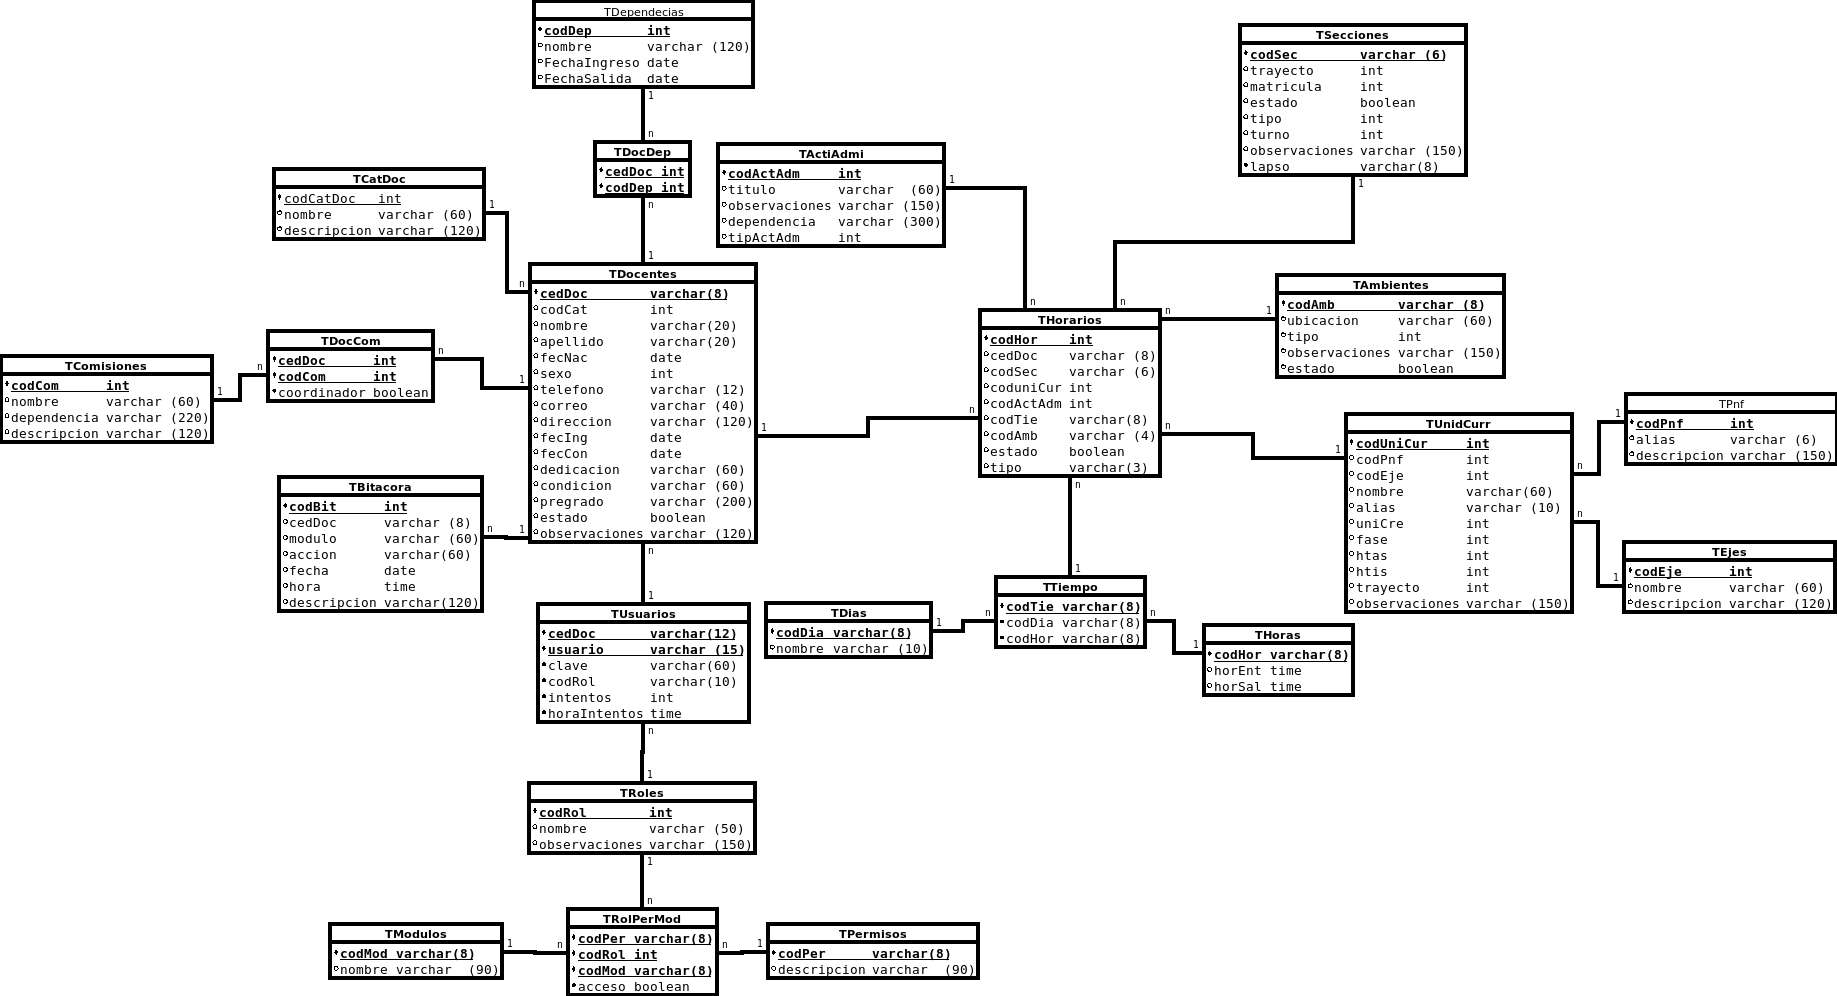 TDependecias
codDep int
nombre varchar (120)
FechaIngreso date
FechaSalida date
1
n
TDocDep
cedDoc int
codDep int
n
1
TSecciones
codSec varchar (6)
trayecto int
matricula int
estado boolean
tipo int
turno int
observaciones varchar (150)
lapso varchar(8)
1
n
TActiAdmi
codActAdm int
titulo varchar (60)
observaciones varchar (150)
dependencia varchar (300)
tipActAdm int
1
n
TCatDoc
codCatDoc int
nombre varchar (60)
descripcion varchar (120)
1
n
TDocentes
cedDoc varchar(8)
codCat int
nombre varchar(20)
apellido varchar(20)
fecNac date
sexo int
telefono varchar (12)
correo varchar (40)
direccion varchar (120)
fecIng date
fecCon date
dedicacion varchar (60)
condicion varchar (60)
pregrado varchar (200)
estado boolean
observaciones varchar (120)
1
n
THorarios
codHor int
cedDoc varchar (8)
codSec varchar (6)
coduniCur int
codActAdm int
codTie varchar(8)
codAmb varchar (4)
estado boolean
tipo varchar(3)
n
1
TAmbientes
codAmb varchar (8)
ubicacion varchar (60)
tipo int
observaciones varchar (150)
estado boolean
TComisiones
codCom int
nombre varchar (60)
dependencia varchar (220)
descripcion varchar (120)
1
n
TDocCom
cedDoc int
codCom int
coordinador boolean
n
1
n
1
TUnidCurr
codUniCur int
codPnf int
codEje int
nombre varchar(60)
alias varchar (10)
uniCre int
fase int
htas int
htis int
trayecto int
observaciones varchar (150)
n
1
TPnf
codPnf int
alias varchar (6)
descripcion varchar (150)
n
1
TEjes
codEje int
nombre varchar (60)
descripcion varchar (120)
TBitacora
codBit int
cedDoc varchar (8)
modulo varchar (60)
accion varchar(60)
fecha date
hora time
descripcion varchar(120)
n
1
n
1
TUsuarios
cedDoc varchar(12)
usuario varchar (15)
clave varchar(60)
codRol varchar(10)
intentos int
horaIntentos time
n
1
n
1
TTiempo
codTie varchar(8)
codDia varchar(8)
codHor varchar(8)
TDias
codDia varchar(8)
nombre varchar (10)
1
n
n
1
THoras
codHor varchar(8)
horEnt time
horSal time
TRoles
codRol int
nombre varchar (50)
observaciones varchar (150)
1
n
TRolPerMod
codPer varchar(8)
codRol int
codMod varchar(8)
acceso boolean
TModulos
codMod varchar(8)
nombre varchar (90)
1
n
n
1
TPermisos
codPer varchar(8)
descripcion varchar (90)